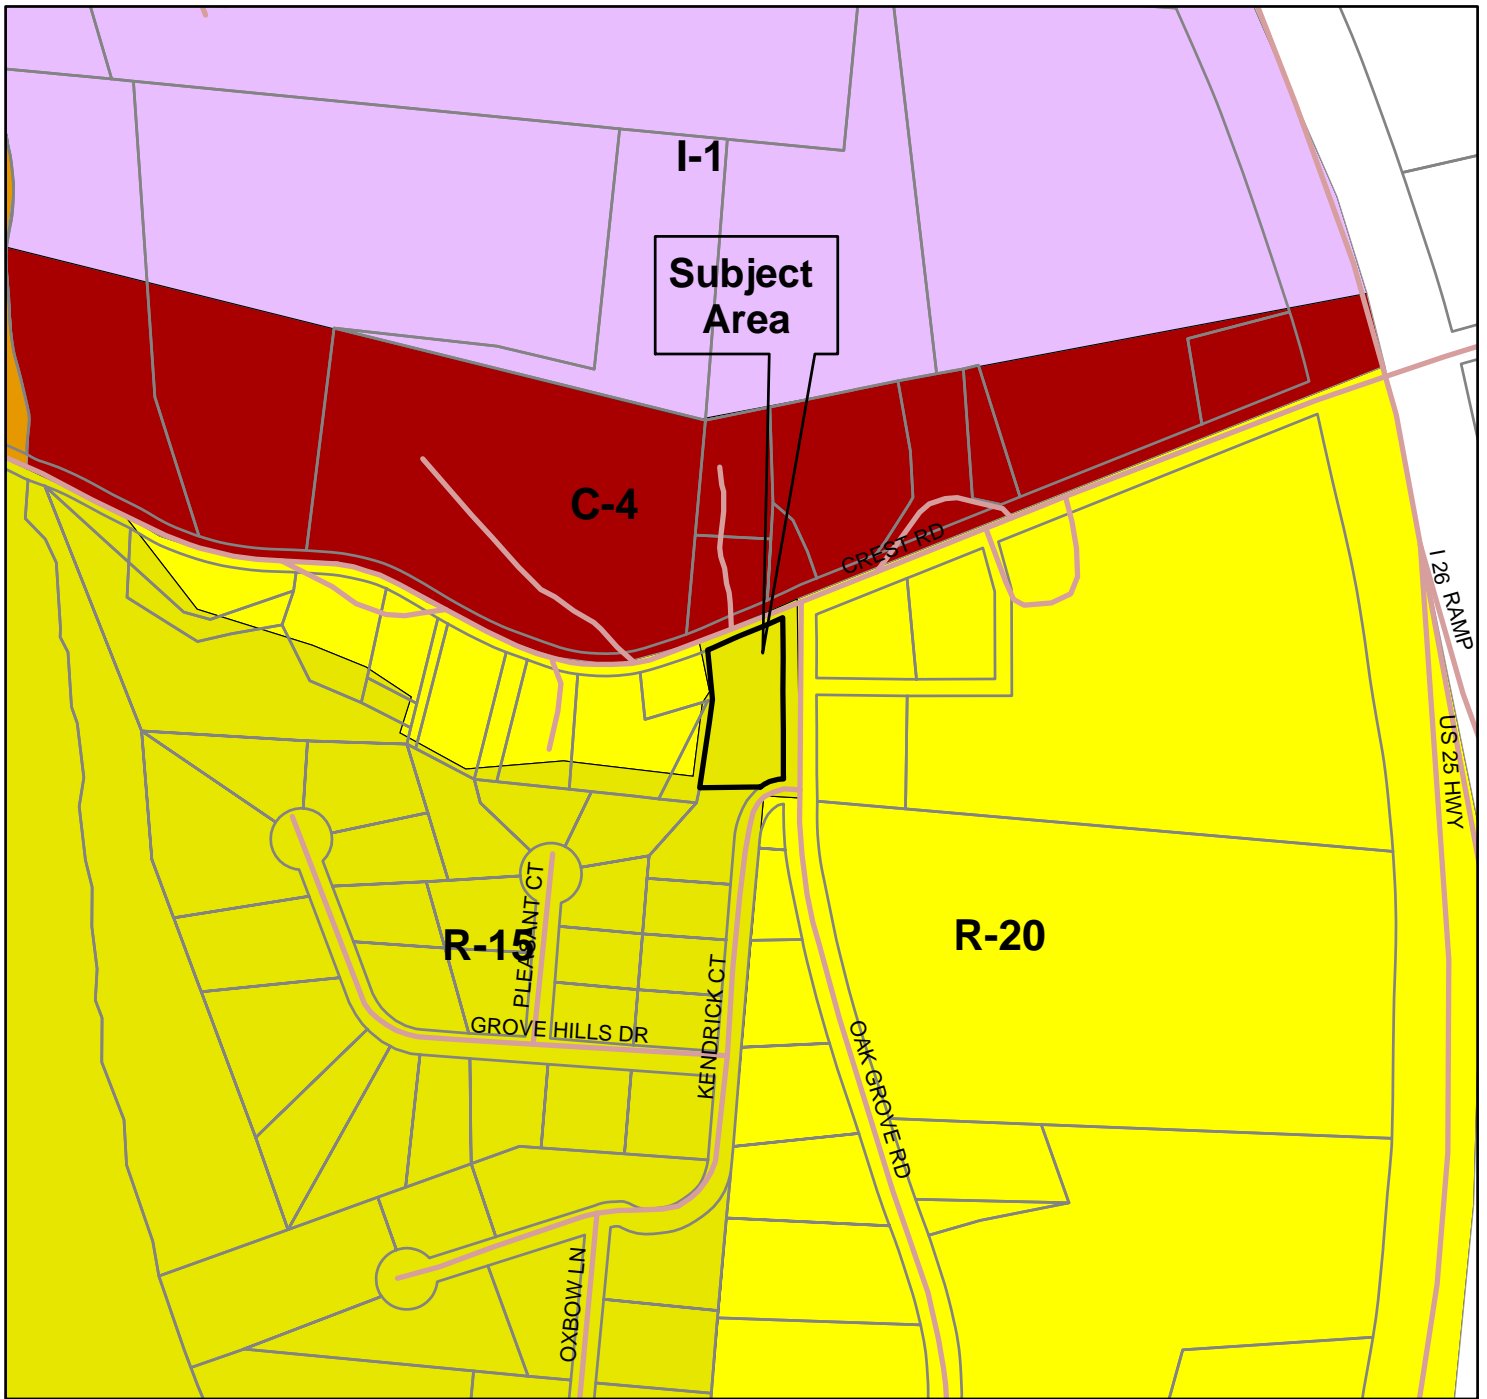 I-1
Subject
Area
C-4
CREST RD
I 26 RAMP
US 25 HWY
R-15
PLEASANT CT
R-20
KENDRICK CT
GROVE HILLS DR
OAK GROVE RD
OXBOW LN